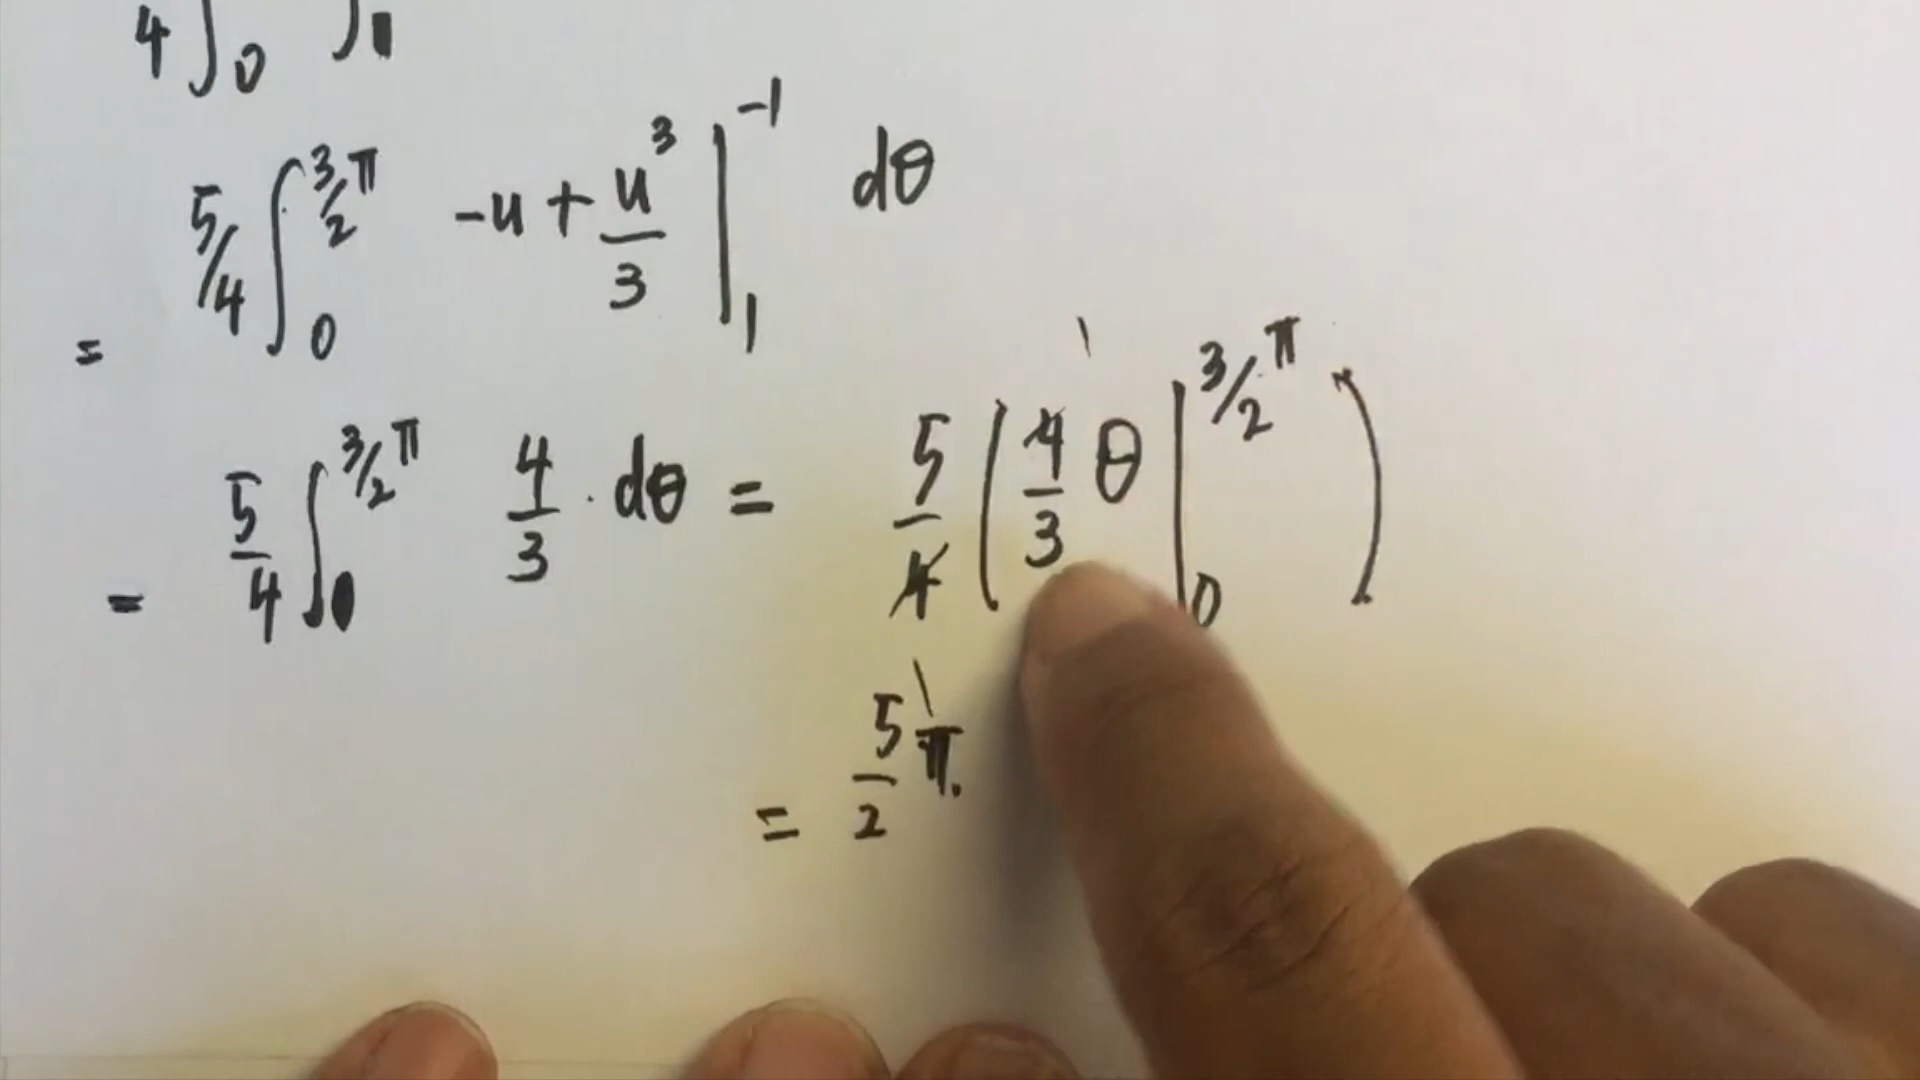 4 ∫₀ ∫₁
= 5/4 ∫₀^{3/2 π} -u + u³/3 |₁^{-1} dθ
= 5/4 ∫₀^{3/2 π} 4/3 · dθ = 5/4 ( 4/3 θ |₀^{3/2 π} )
= 5/2 π.